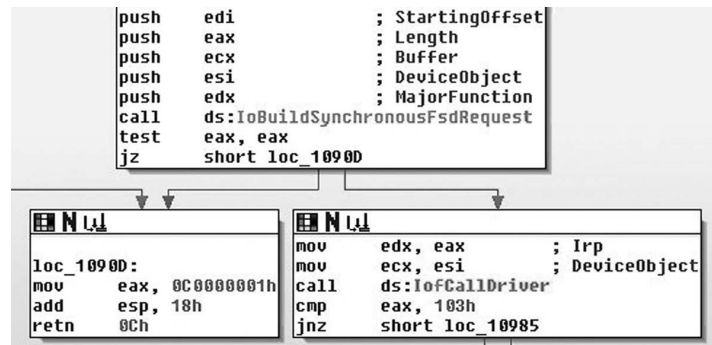 push edi ; StartingOffset
push eax ; Length
push ecx ; Buffer
push esi ; DeviceObject
push edx ; MajorFunction
call ds:IoBuildSynchronousFsdRequest
test eax, eax
jz short loc_1090D
N
loc_1090D:
mov eax, 0C0000001h
add esp, 18h
retn 0Ch
N
mov edx, eax ; Irp
mov ecx, esi ; DeviceObject
call ds:IofCallDriver
cmp eax, 103h
jnz short loc_10985